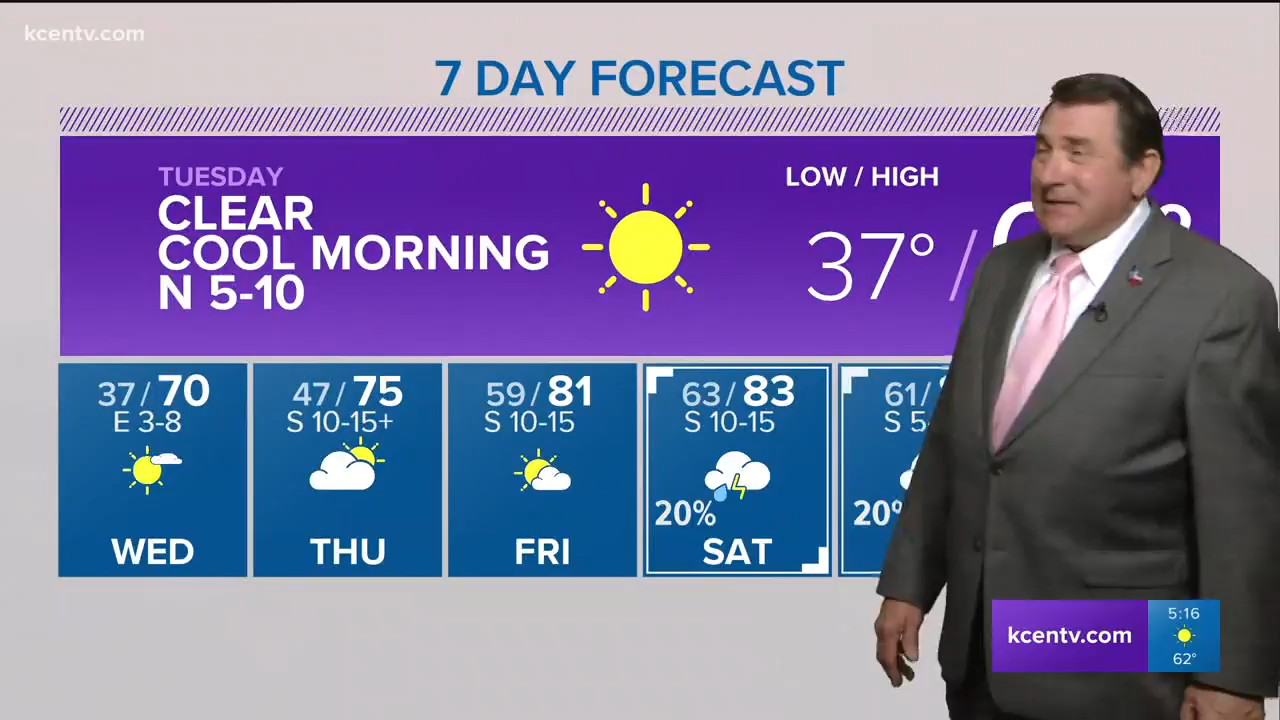 kcentv.com
7 DAY FORECAST
TUESDAY
CLEAR
COOL MORNING
N 5-10
LOW / HIGH
37° /
37 / 70
E 3-8
WED
47 / 75
S 10-15+
THU
59 / 81
S 10-15
FRI
63 / 83
S 10-15
20%
SAT
61 /
S 5-
20%
kcentv.com
5:16
62°